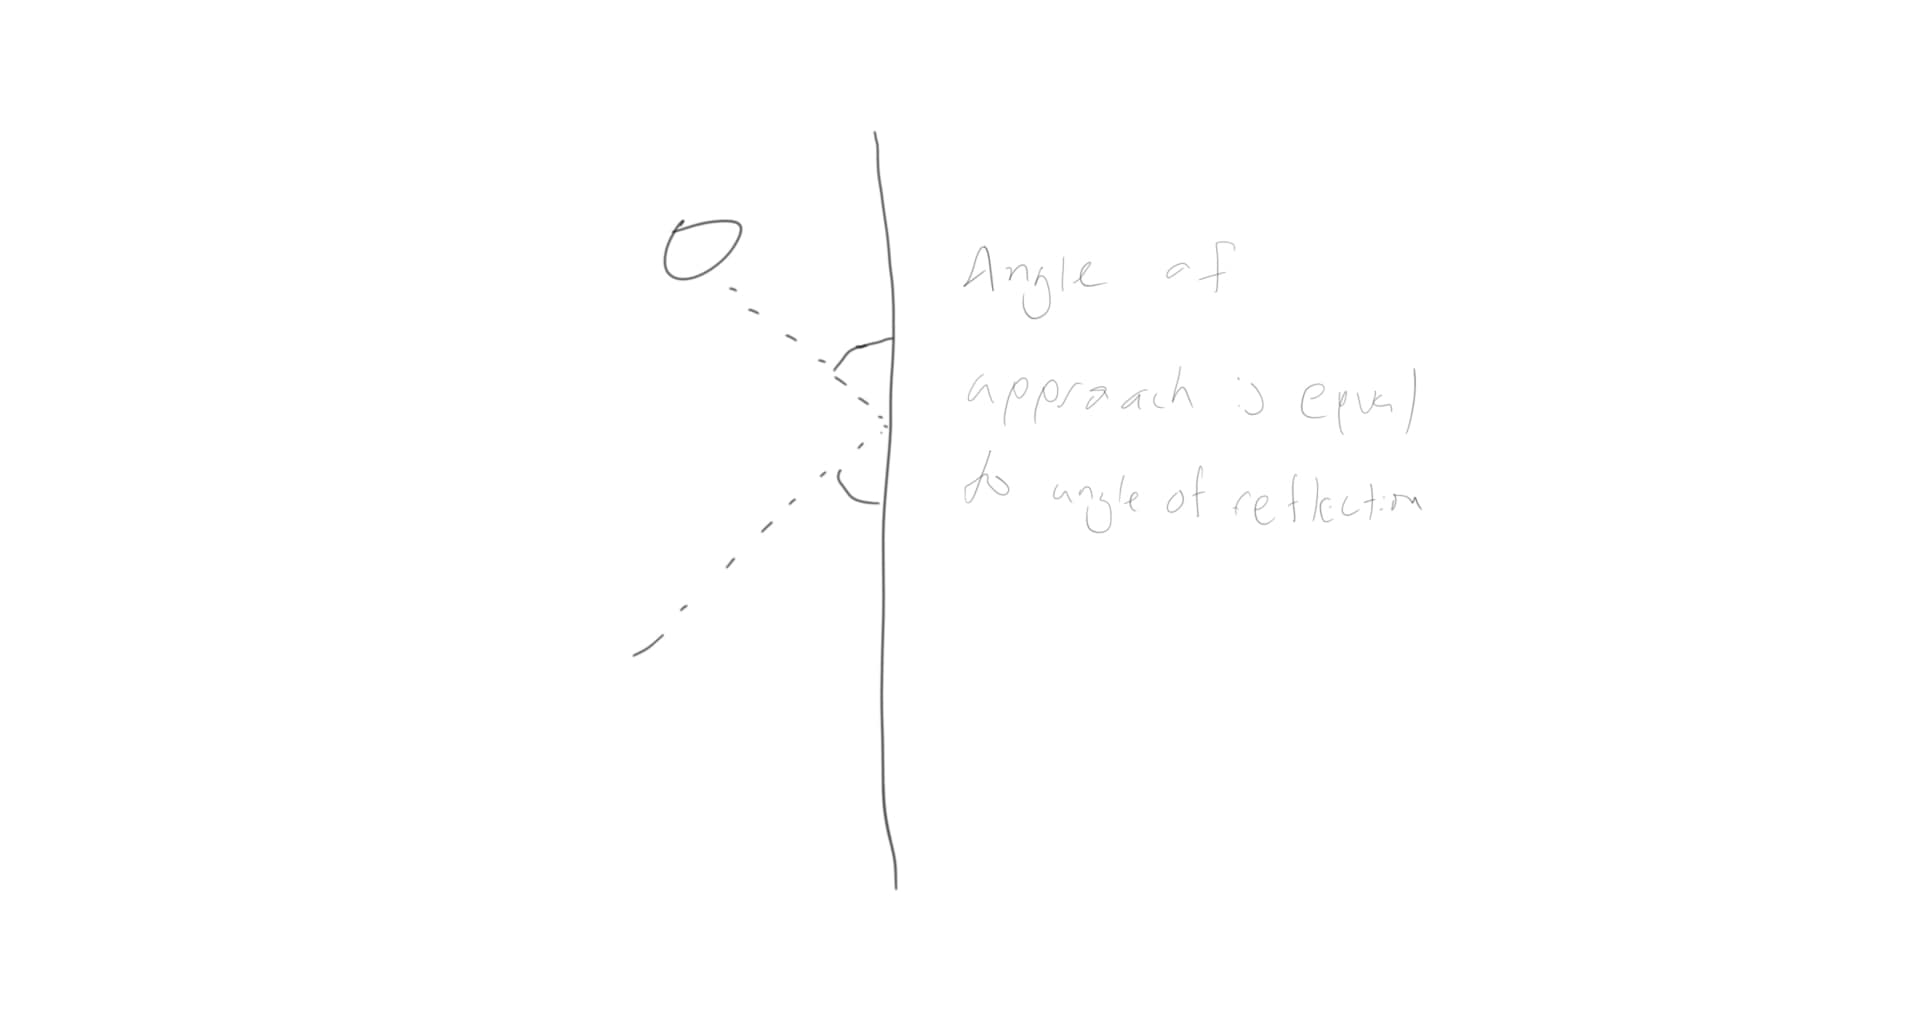 Angle of
approach is equal
to angle of reflection